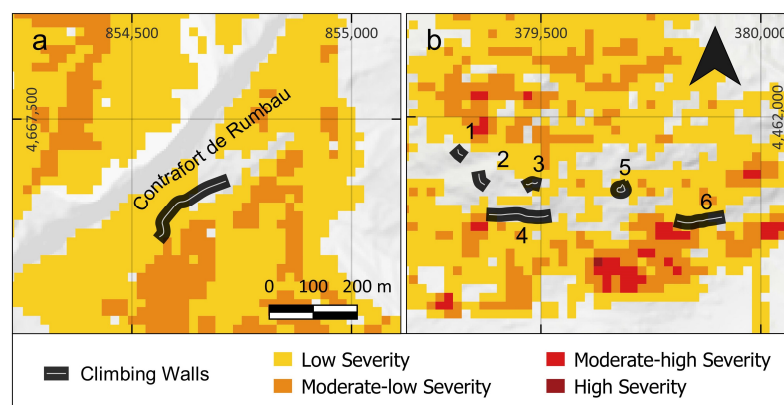 a
854,500
855,000
4,667,500
Contrafort de Rumbau
0 100 200 m
b
379,500
380,000
4,462,000
1
2
3
4
5
6
Climbing Walls
Low Severity
Moderate-low Severity
Moderate-high Severity
High Severity